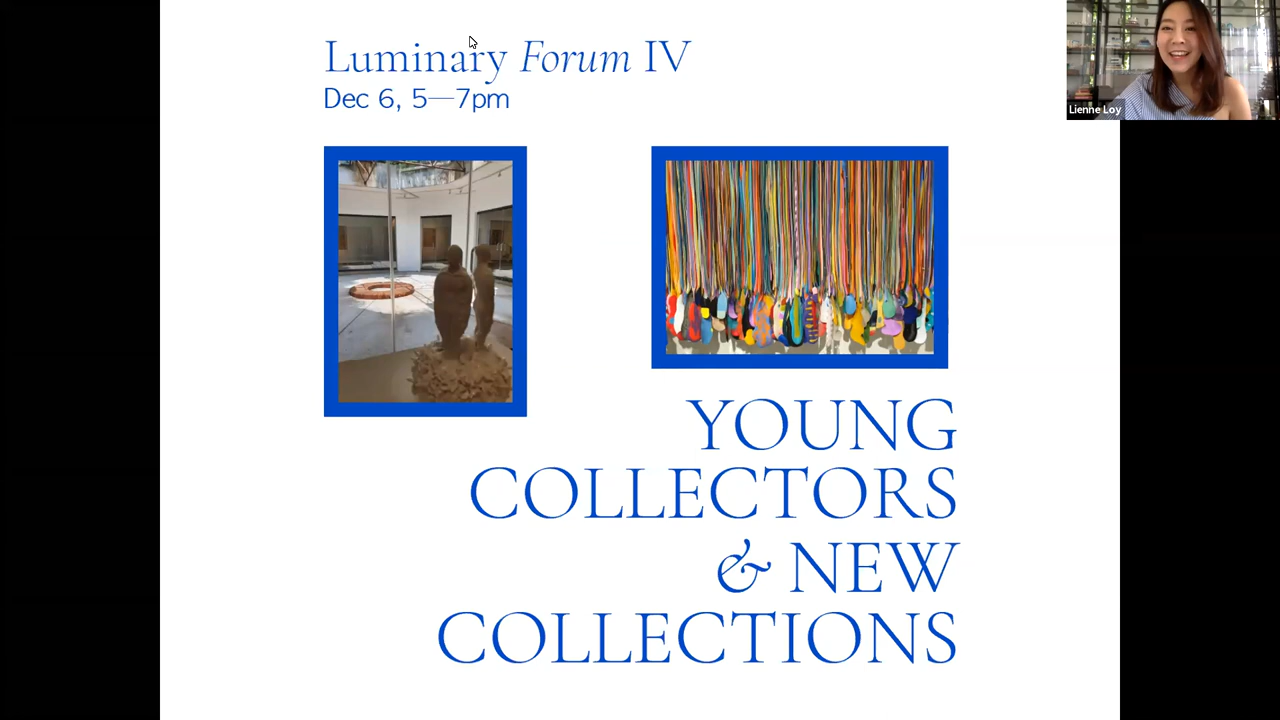 Luminary Forum IV
Dec 6, 5—7pm
Lienne Loy
YOUNG
COLLECTORS
& NEW
COLLECTIONS